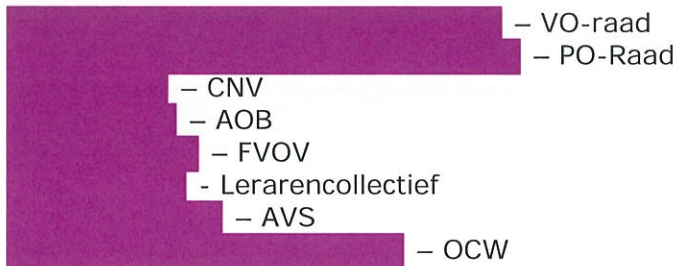 – VO-raad
– PO-Raad
– CNV
– AOB
– FVOV
- Lerarencollectief
– AVS
– OCW